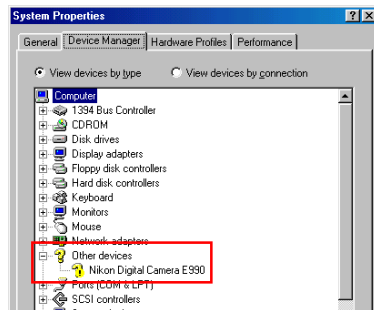 System Properties
General Device Manager Hardware Profiles Performance
View devices by type View devices by connection
Computer
1394 Bus Controller
CDROM
Disk drives
Display adapters
Floppy disk controllers
Hard disk controllers
Keyboard
Monitors
Mouse
Network adapters
Other devices
Nikon Digital Camera E990
Ports (COM & LPT)
SCSI controllers